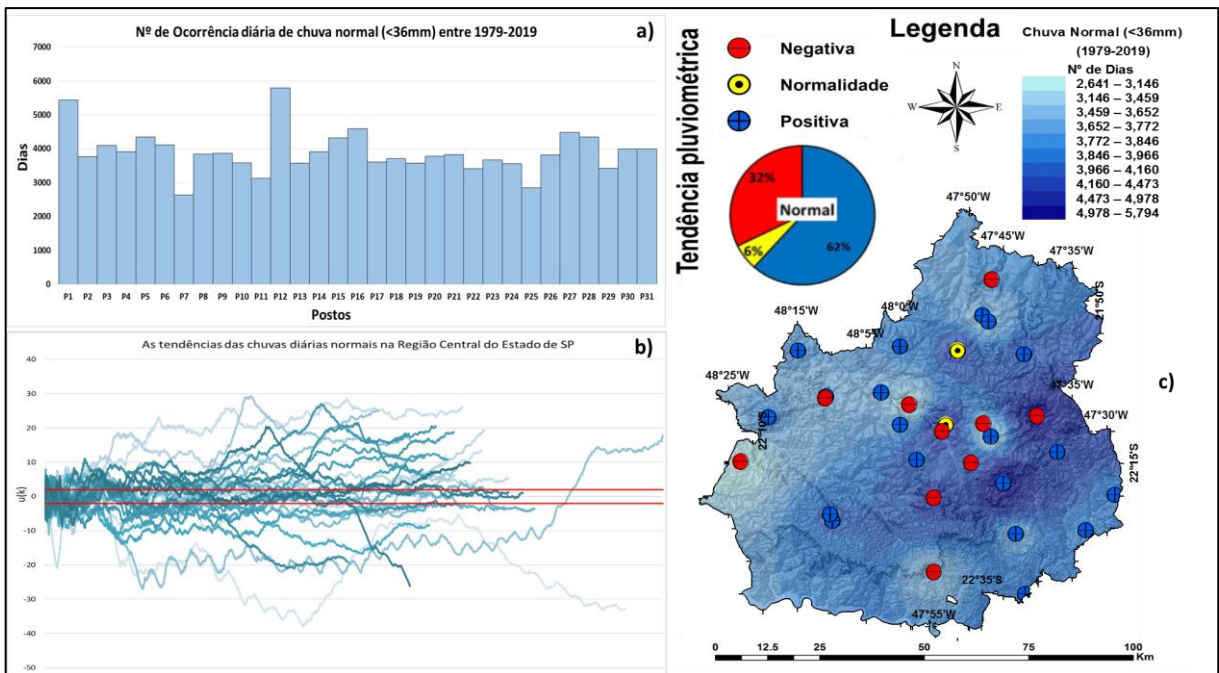 Nº de Ocorrência diária de chuva normal (<36mm) entre 1979-2019
a)
7000
6000
5000
4000
3000
2000
1000
0
Dias
P1 P2 P3 P4 P5 P6 P7 P8 P9 P10 P11 P12 P13 P14 P15 P16 P17 P18 P19 P20 P21 P22 P23 P24 P25 P26 P27 P28 P29 P30 P31
Postos
As tendências das chuvas diárias normais na Região Central do Estado de SP
b)
40
30
20
10
0
-10
-20
-30
-40
-50
u(k)
Legenda
Tendência pluviométrica
Negativa
Normalidade
Positiva
32%
Normal
6%
62%
N
W
E
S
Chuva Normal (<36mm)
(1979-2019)
Nº de Dias
2,641 – 3,146
3,146 – 3,459
3,459 – 3,652
3,652 – 3,772
3,772 – 3,846
3,846 – 3,966
3,966 – 4,160
4,160 – 4,473
4,473 – 4,978
4,978 – 5,794
47°50'W
47°45'W
47°35'W
21°50'S
48°15'W
48°0'W
48°5'W
48°25'W
47°35'W
c)
22°10'S
47°30'W
22°15'S
22°35'S
47°55'W
0 12.5 25 50 75 100
Km